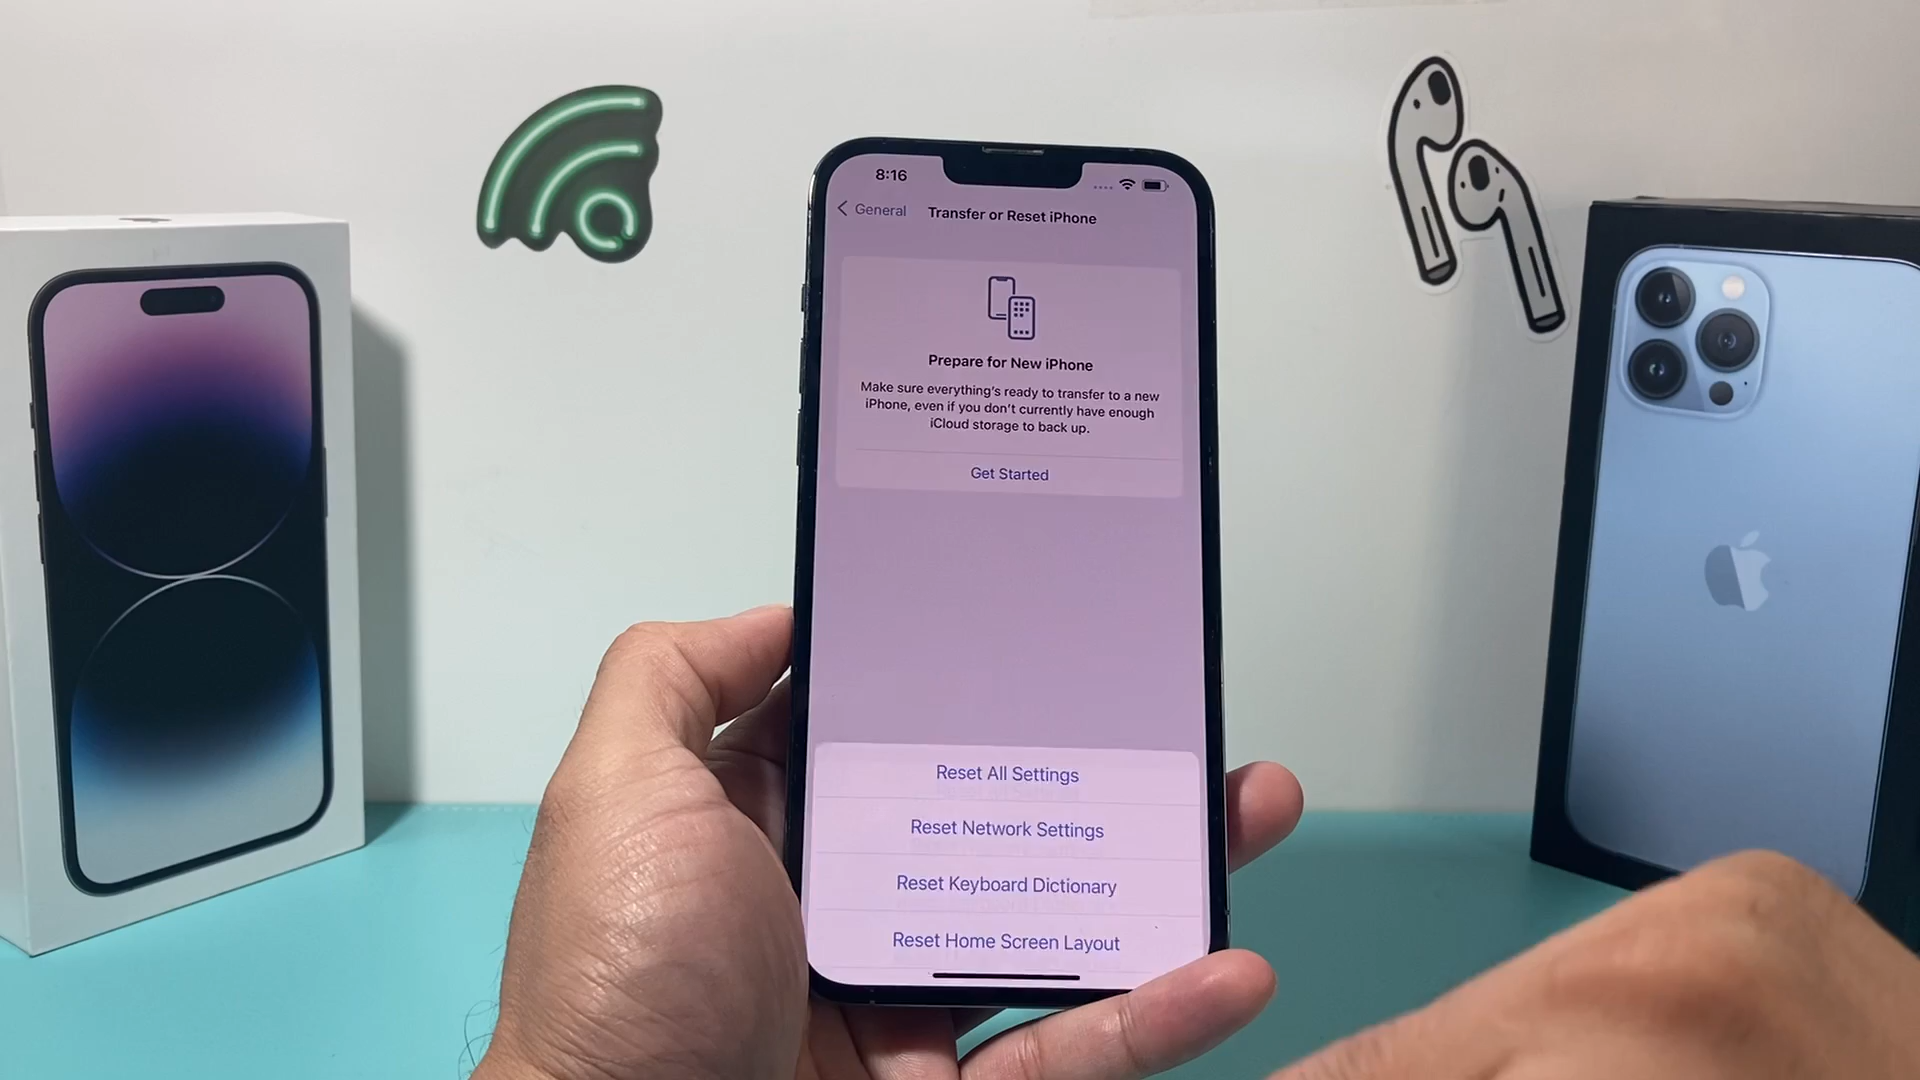 8:16
General
Transfer or Reset iPhone
Prepare for New iPhone
Make sure everything's ready to transfer to a new
iPhone, even if you don't currently have enough
iCloud storage to back up.
Get Started
Reset All Settings
Reset Network Settings
Reset Keyboard Dictionary
Reset Home Screen Layout